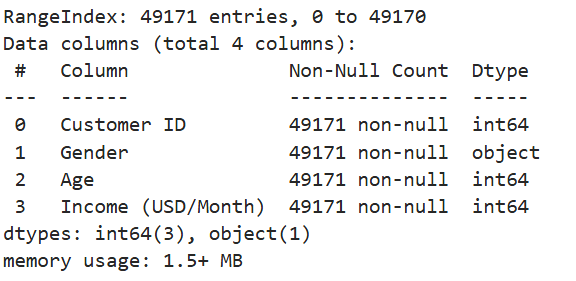 RangeIndex: 49171 entries, 0 to 49170
Data columns (total 4 columns):
 #   Column              Non-Null Count  Dtype
---  ------              --------------  -----
 0   Customer ID         49171 non-null  int64
 1   Gender              49171 non-null  object
 2   Age                 49171 non-null  int64
 3   Income (USD/Month)  49171 non-null  int64
dtypes: int64(3), object(1)
memory usage: 1.5+ MB